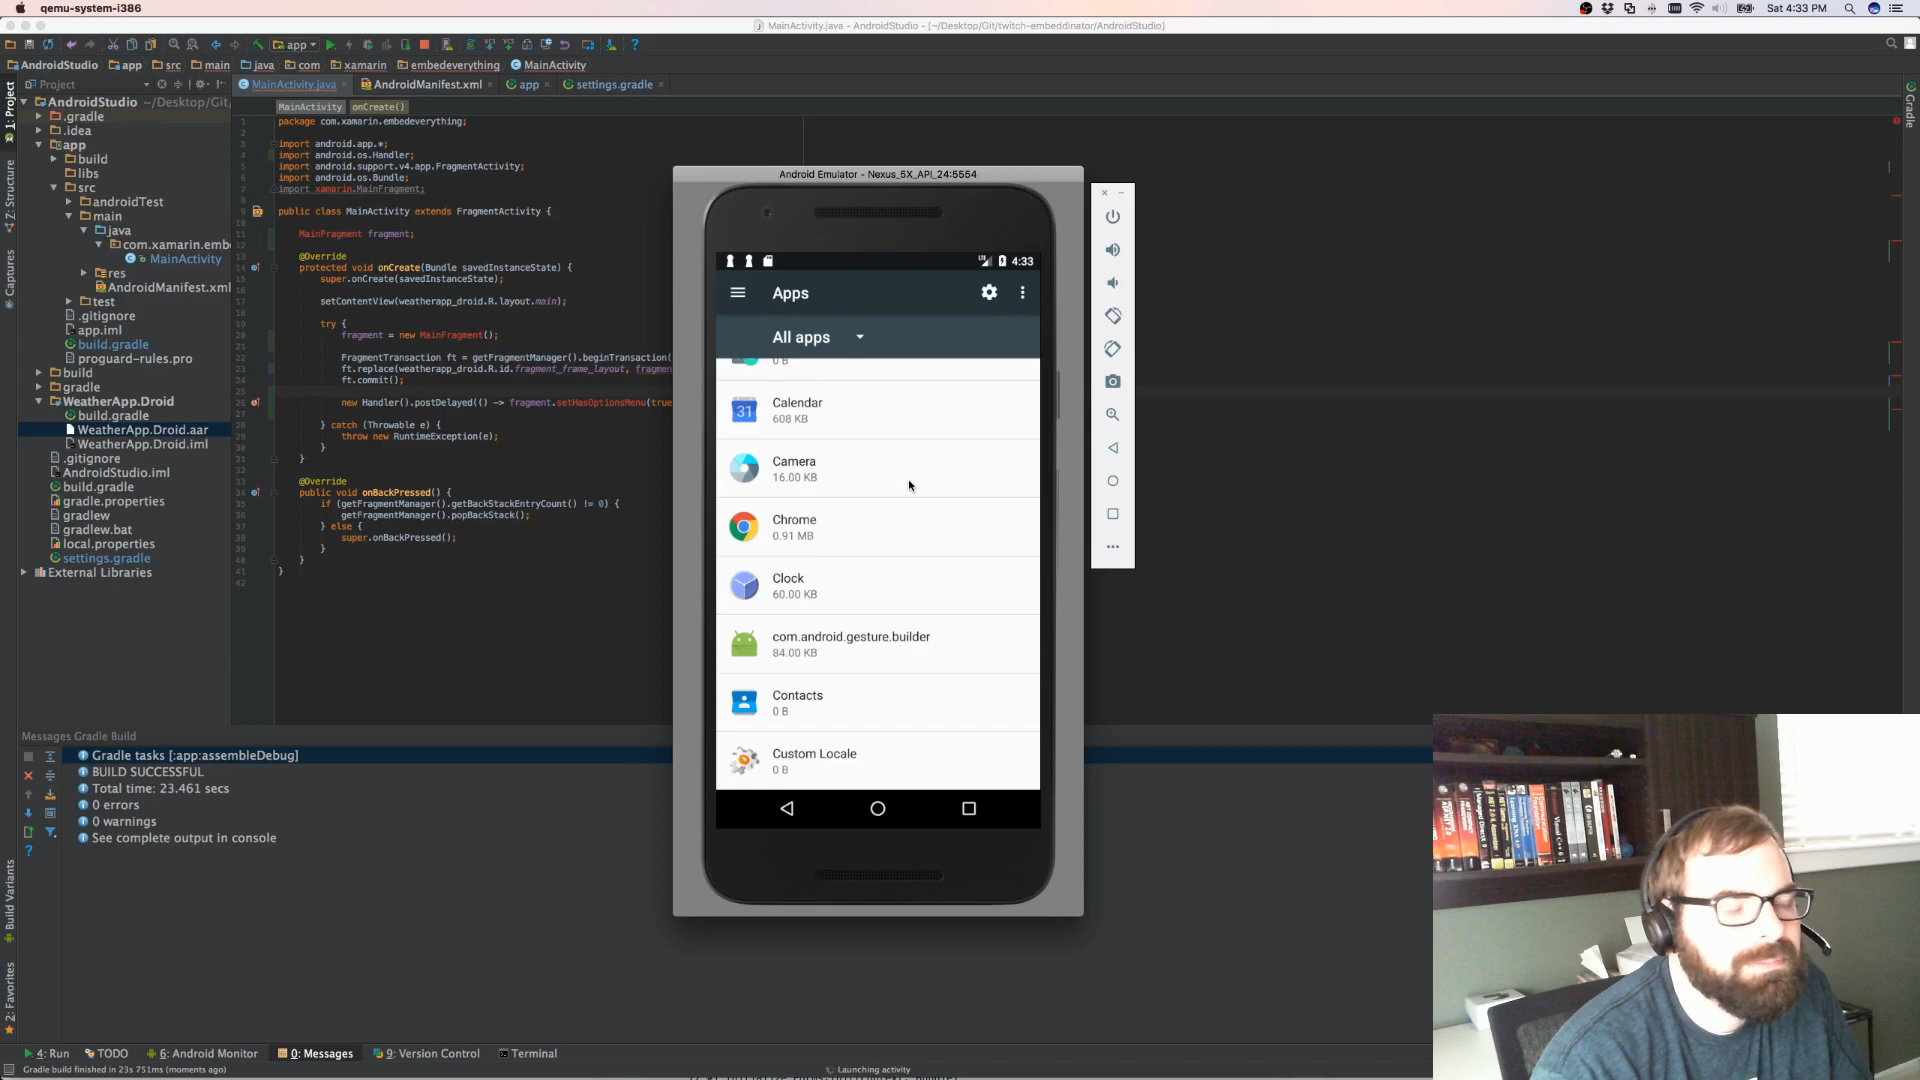 qemu-system-i386
Sat 4:33 PM
MainActivity.java - AndroidStudio - [~/Desktop/Git/twitch-embeddinator/AndroidStudio]
app
AndroidStudio app src main java com xamarin embedeverything MainActivity
Project
MainActivity.java AndroidManifest.xml app settings.gradle
MainActivity onCreate()
1: Project
Z: Structure
Captures
Build Variants
2: Favorites
Gradle
AndroidStudio ~/Desktop/Git/
.gradle
.idea
app
build
libs
src
androidTest
main
java
com.xamarin.embe
MainActivity
res
AndroidManifest.xml
test
.gitignore
app.iml
build.gradle
proguard-rules.pro
build
gradle
WeatherApp.Droid
build.gradle
WeatherApp.Droid.aar
WeatherApp.Droid.iml
.gitignore
AndroidStudio.iml
build.gradle
gradle.properties
gradlew
gradlew.bat
local.properties
settings.gradle
External Libraries
package com.xamarin.embedeverything;
import android.app.*;
import android.os.Handler;
import android.support.v4.app.FragmentActivity;
import android.os.Bundle;
import xamarin.MainFragment;
public class MainActivity extends FragmentActivity {
MainFragment fragment;
@Override
protected void onCreate(Bundle savedInstanceState) {
super.onCreate(savedInstanceState);
setContentView(weatherapp_droid.R.layout.main);
try {
fragment = new MainFragment();
FragmentTransaction ft = getFragmentManager().beginTransaction(
ft.replace(weatherapp_droid.R.id.fragment_frame_layout, fragmen
ft.commit();
new Handler().postDelayed(() -> fragment.setHasOptionsMenu(true
} catch (Throwable e) {
throw new RuntimeException(e);
}
}
@Override
public void onBackPressed() {
if (getFragmentManager().getBackStackEntryCount() != 0) {
getFragmentManager().popBackStack();
} else {
super.onBackPressed();
}
}
}
Android Emulator - Nexus_5X_API_24:5554
4:33
Apps
All apps
0 B
Calendar
608 KB
Camera
16.00 KB
Chrome
0.91 MB
Clock
60.00 KB
com.android.gesture.builder
84.00 KB
Contacts
0 B
Custom Locale
0 B
Messages Gradle Build
Gradle tasks [:app:assembleDebug]
BUILD SUCCESSFUL
Total time: 23.461 secs
0 errors
0 warnings
See complete output in console
4: Run TODO 6: Android Monitor 0: Messages 9: Version Control Terminal
Gradle build finished in 23s 751ms (moments ago)
Launching activity